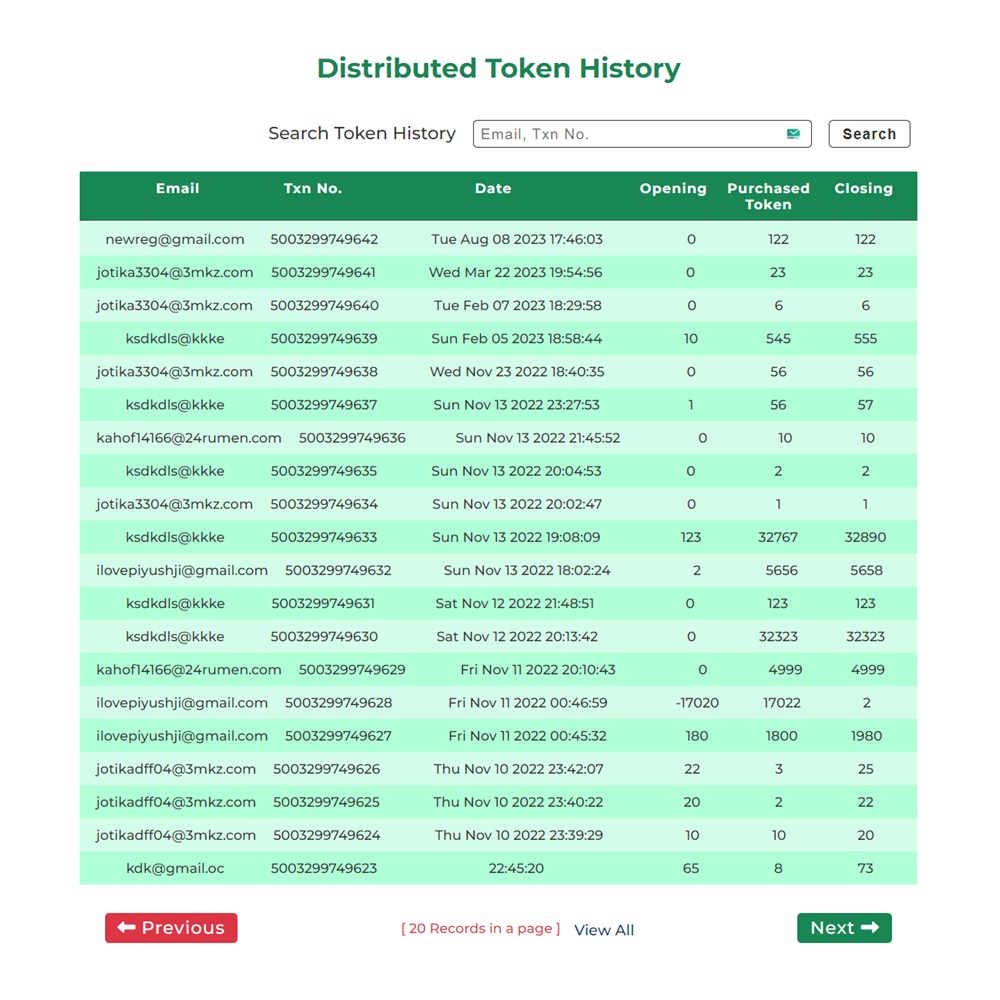 Distributed Token History
Search Token History Email, Txn No. Search
Email Txn No. Date Opening Purchased Token Closing
newreg@gmail.com 5003299749642 Tue Aug 08 2023 17:46:03 0 122 122
jotika3304@3mkz.com 5003299749641 Wed Mar 22 2023 19:54:56 0 23 23
jotika3304@3mkz.com 5003299749640 Tue Feb 07 2023 18:29:58 0 6 6
ksdkdls@kkke 5003299749639 Sun Feb 05 2023 18:58:44 10 545 555
jotika3304@3mkz.com 5003299749638 Wed Nov 23 2022 18:40:35 0 56 56
ksdkdls@kkke 5003299749637 Sun Nov 13 2022 23:27:53 1 56 57
kahof14166@24rumen.com 5003299749636 Sun Nov 13 2022 21:45:52 0 10 10
ksdkdls@kkke 5003299749635 Sun Nov 13 2022 20:04:53 0 2 2
jotika3304@3mkz.com 5003299749634 Sun Nov 13 2022 20:02:47 0 1 1
ksdkdls@kkke 5003299749633 Sun Nov 13 2022 19:08:09 123 32767 32890
ilovepiyushji@gmail.com 5003299749632 Sun Nov 13 2022 18:02:24 2 5656 5658
ksdkdls@kkke 5003299749631 Sat Nov 12 2022 21:48:51 0 123 123
ksdkdls@kkke 5003299749630 Sat Nov 12 2022 20:13:42 0 32323 32323
kahof14166@24rumen.com 5003299749629 Fri Nov 11 2022 20:10:43 0 4999 4999
ilovepiyushji@gmail.com 5003299749628 Fri Nov 11 2022 00:46:59 -17020 17022 2
ilovepiyushji@gmail.com 5003299749627 Fri Nov 11 2022 00:45:32 180 1800 1980
jotikadff04@3mkz.com 5003299749626 Thu Nov 10 2022 23:42:07 22 3 25
jotikadff04@3mkz.com 5003299749625 Thu Nov 10 2022 23:40:22 20 2 22
jotikadff04@3mkz.com 5003299749624 Thu Nov 10 2022 23:39:29 10 10 20
kdk@gmail.oc 5003299749623 22:45:20 65 8 73
Previous [ 20 Records in a page ] View All Next